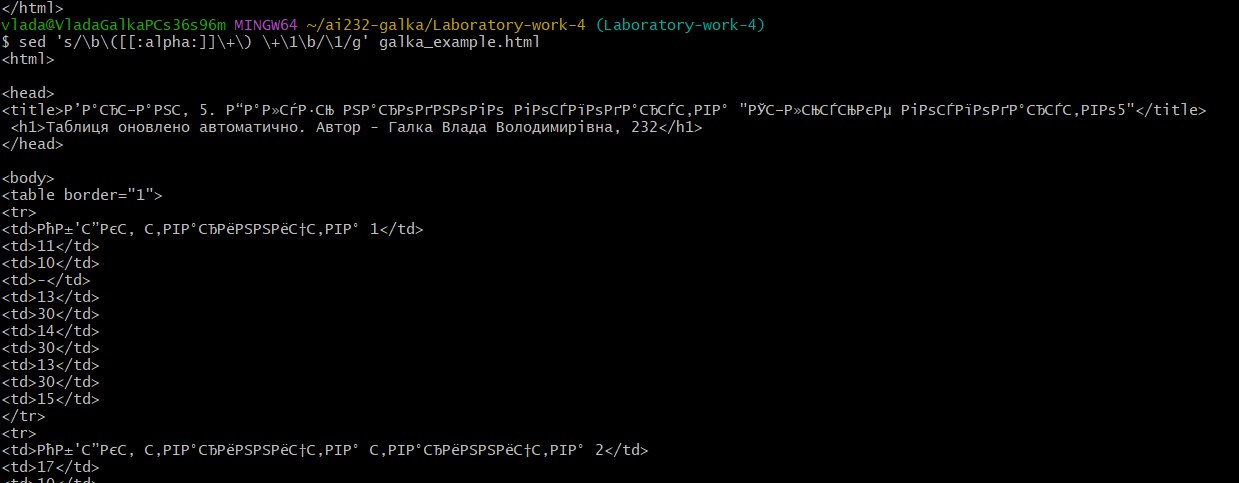 </html>
vlada@VladaGalkaPCs36s96m MINGW64 ~/ai232-galka/Laboratory-work-4 (Laboratory-work-4)
$ sed 's/\b\([[:alpha:]]\+\) \+\1\b/\1/g' galka_example.html
<html>
<head>
<title>Р’Р°СЂС–Р°РЅС‚ 5. Р“Р°Р»СѓР·СЊ РЅР°СЂРѕРґРЅРѕРіРѕ РіРѕСЃРїРѕРґР°СЂСЃС‚РІР° "РЎС–Р»СЊСЃСЊРєРµ РіРѕСЃРїРѕРґР°СЂСЃС‚РІРѕ5"</title>
<h1>Таблиця оновлено автоматично. Автор - Галка Влада Володимирівна, 232</h1>
</head>
<body>
<table border="1">
<tr>
<td>РћР±'С”РєС‚ С‚РІР°СЂРёРЅРЅРёС†С‚РІР° 1</td>
<td>11</td>
<td>10</td>
<td>-</td>
<td>13</td>
<td>30</td>
<td>14</td>
<td>30</td>
<td>13</td>
<td>30</td>
<td>15</td>
</tr>
<tr>
<td>РћР±'С”РєС‚ С‚РІР°СЂРёРЅРЅРёС†С‚РІР° С‚РІР°СЂРёРЅРЅРёС†С‚РІР° 2</td>
<td>17</td>